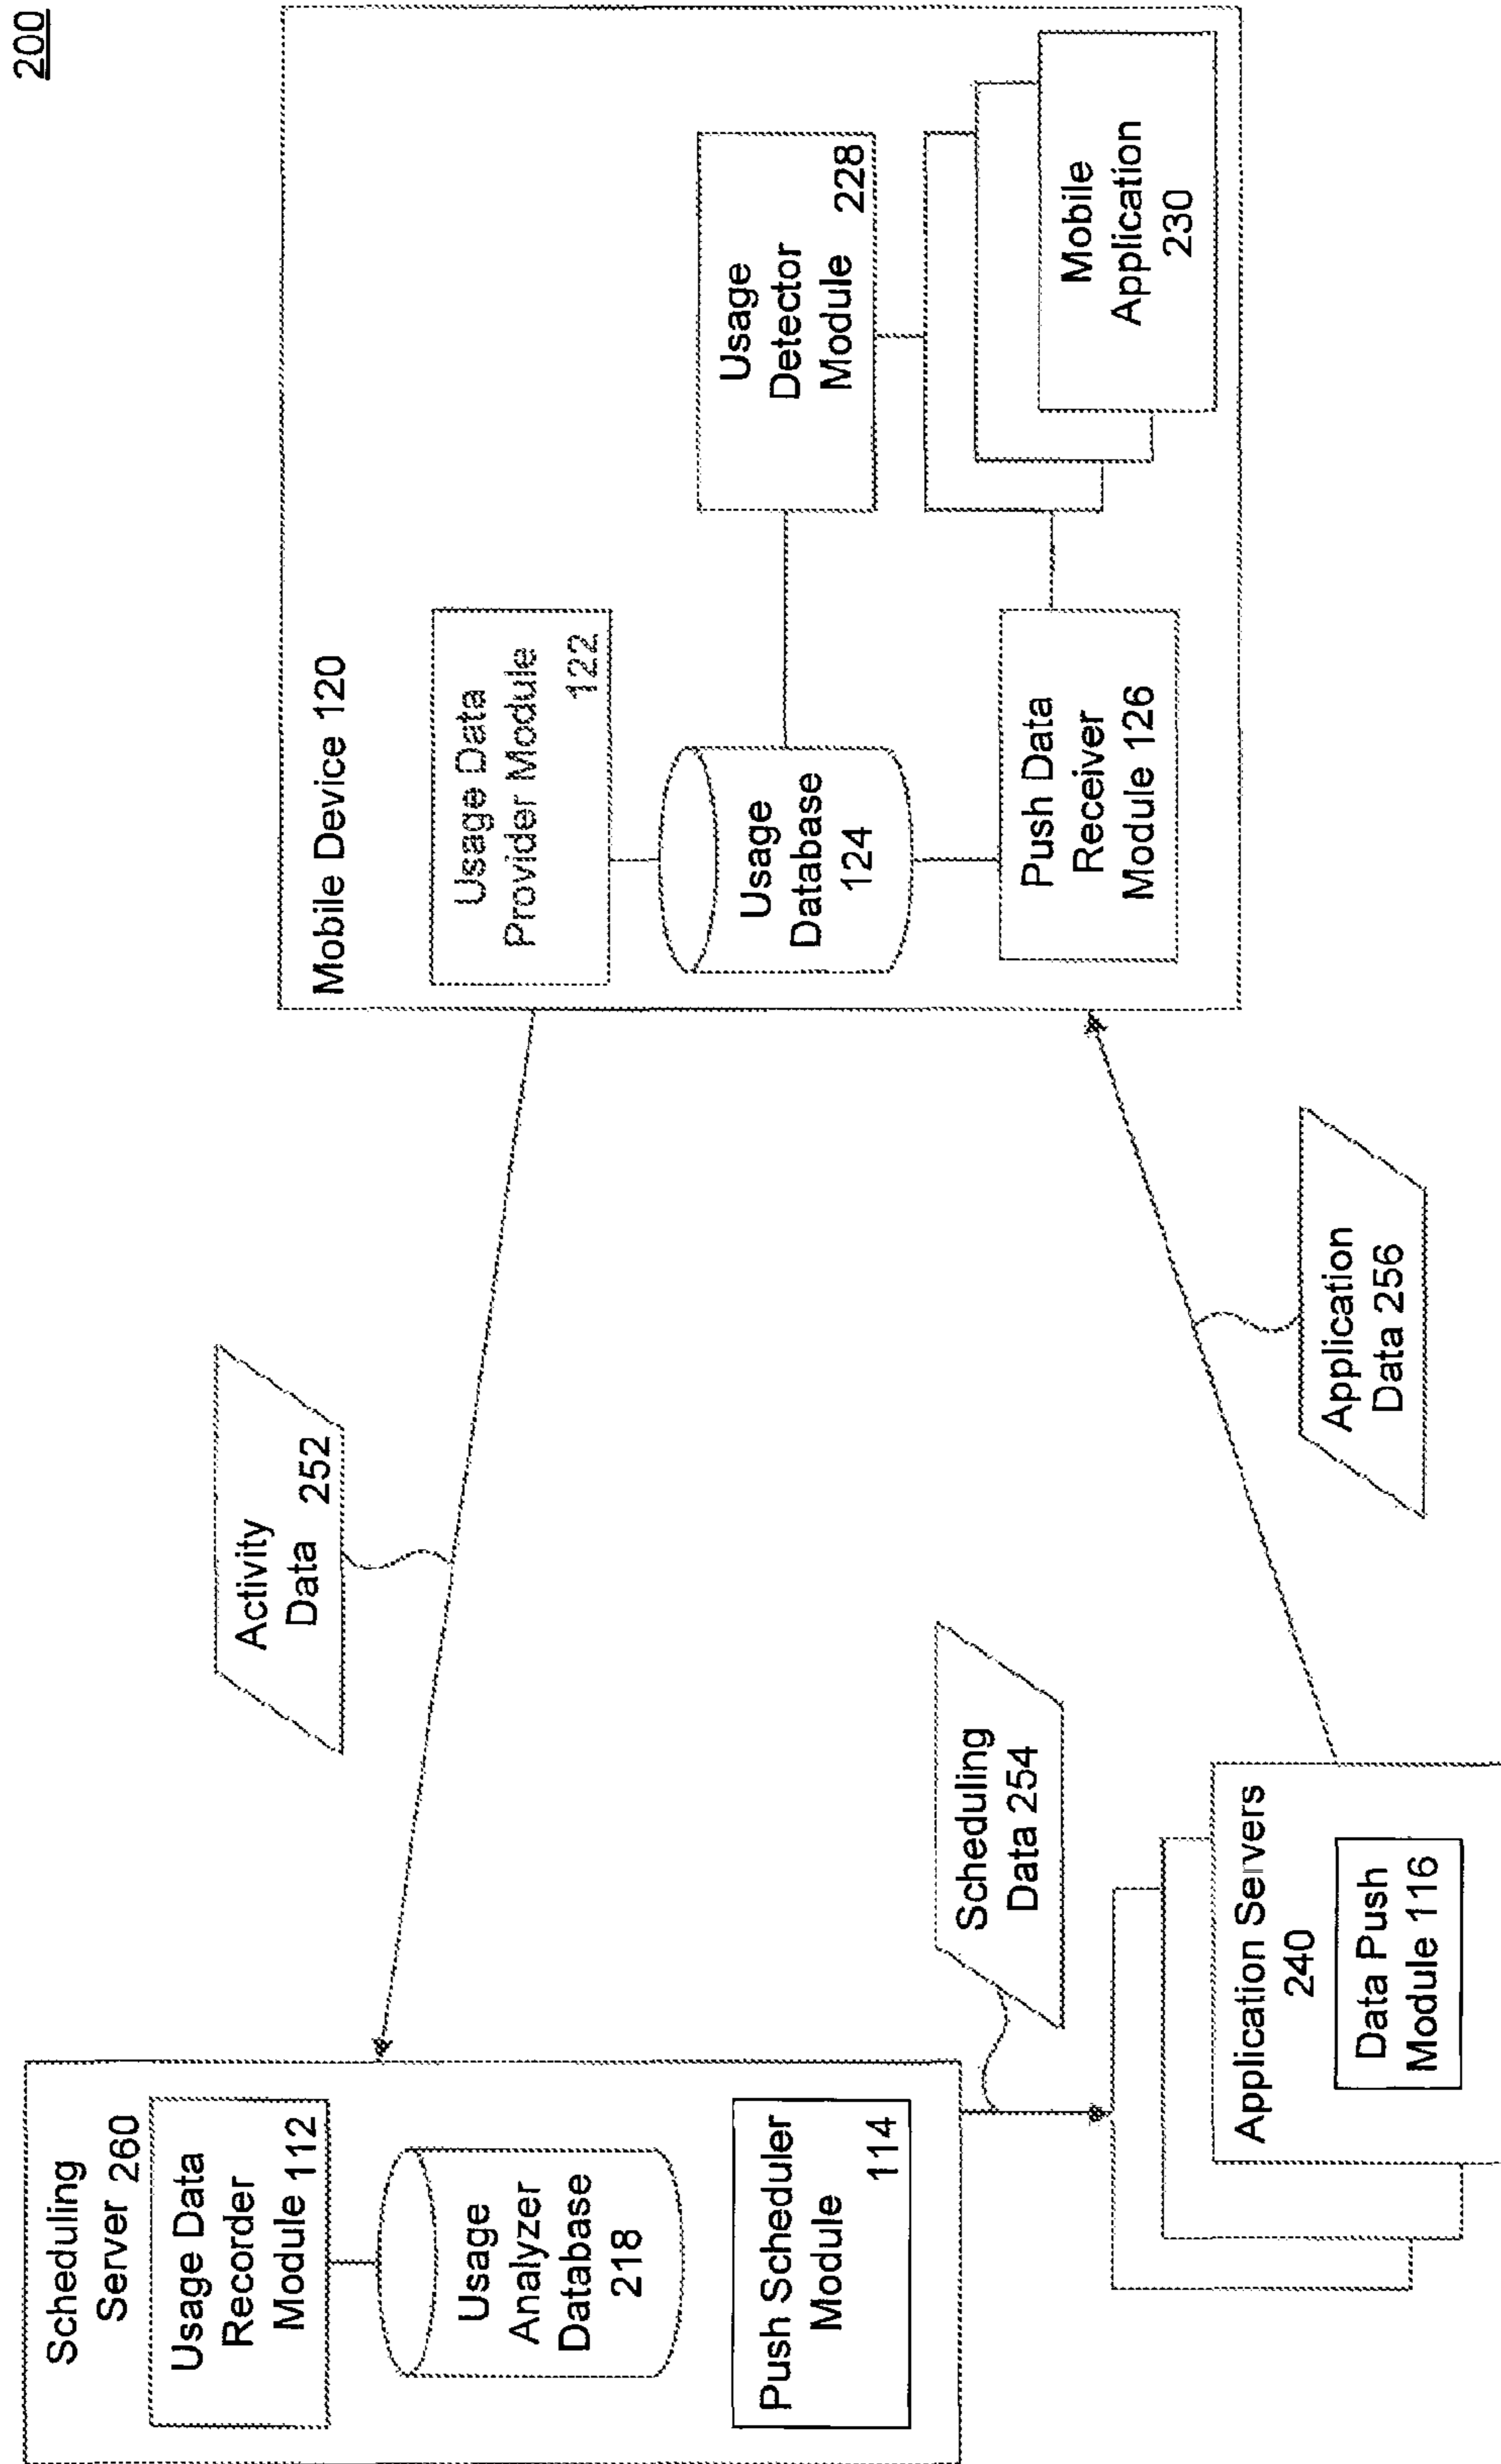 200
Scheduling
Server 260
Usage Data
Recorder
Module 112
Usage
Analyzer
Database
218
Push Scheduler
Module
114
Activity
Data 252
Scheduling
Data 254
Application Servers
240
Data Push
Module 116
Application
Data 256
Mobile Device 120
Usage Data
Provider Module
122
Usage
Database
124
Push Data
Receiver
Module 126
Usage
Detector
Module 228
Mobile
Application
230